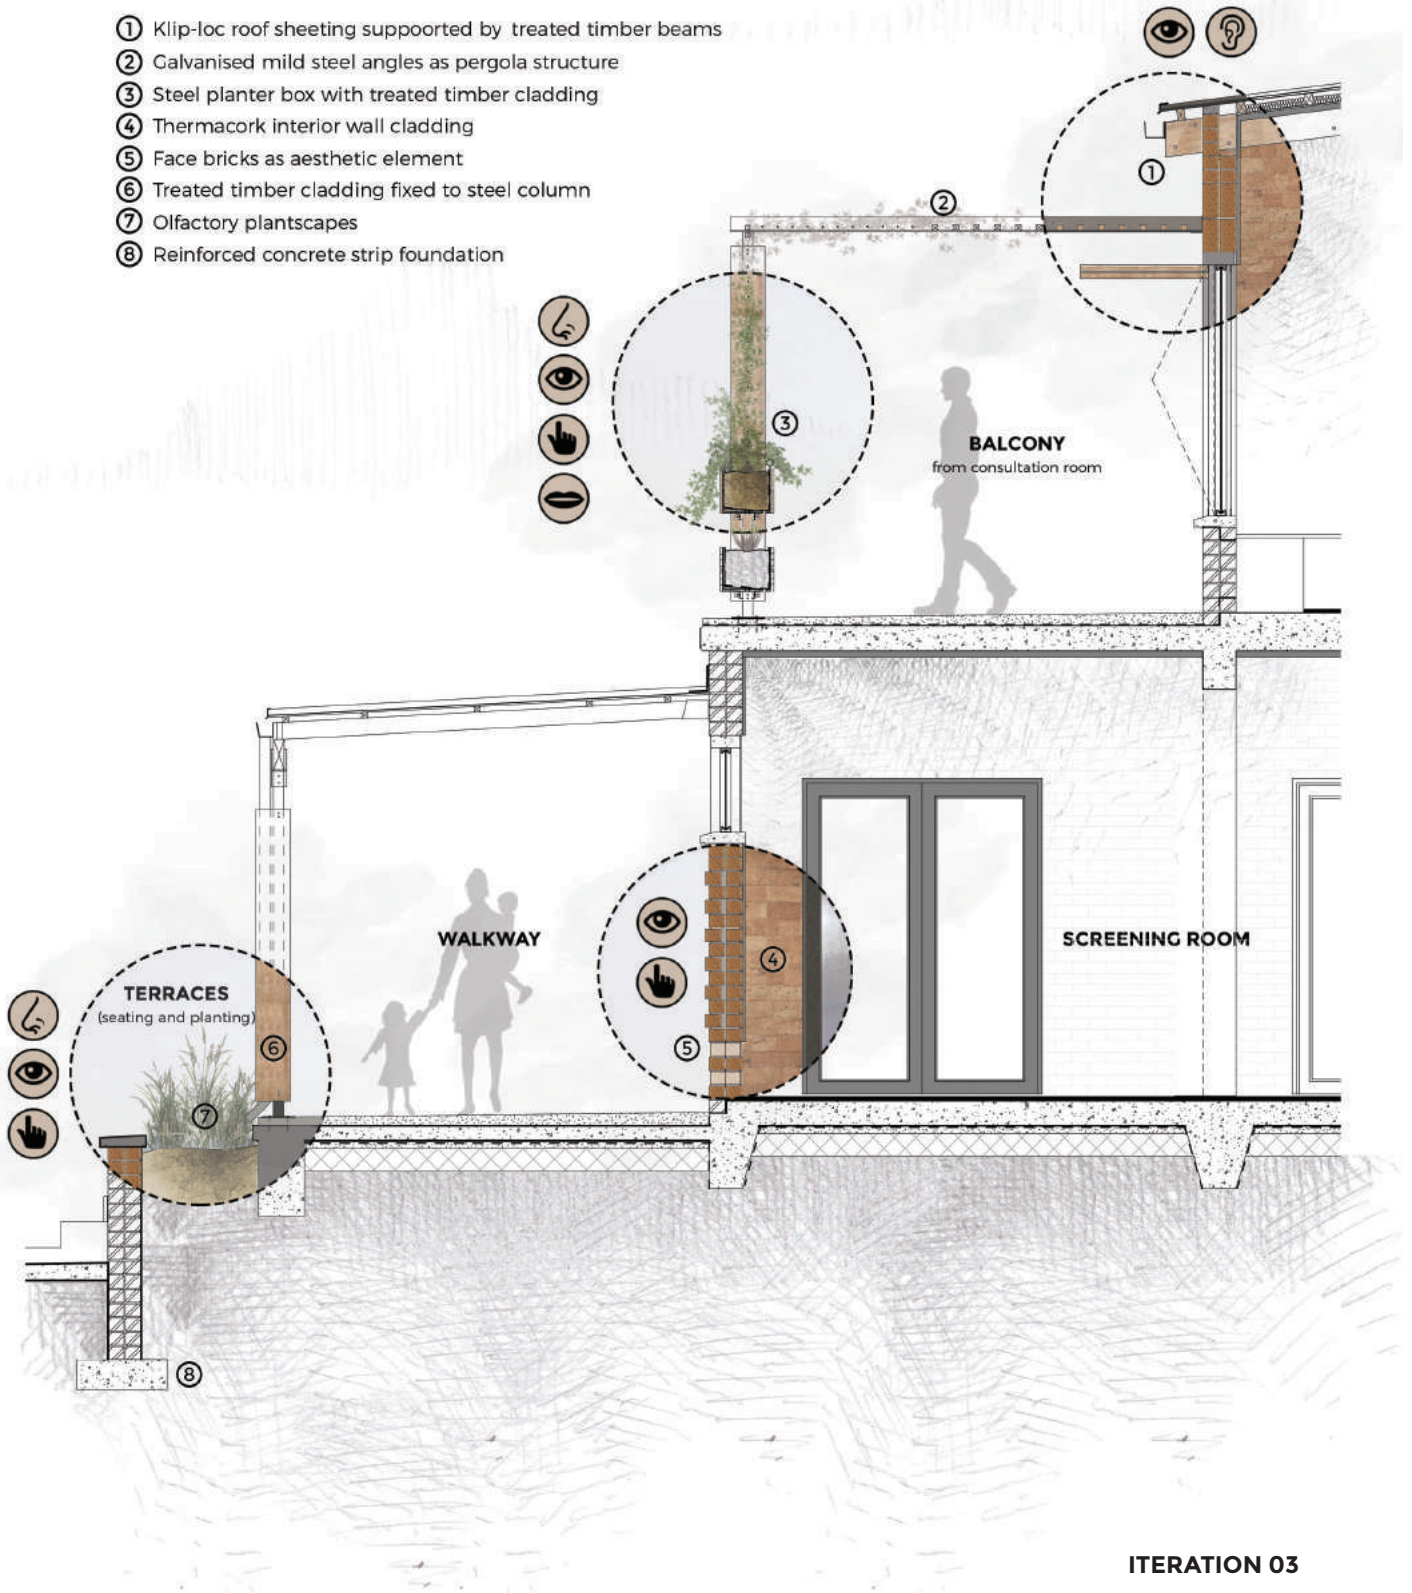 ① Klip-loc roof sheeting suppoorted by treated timber beams
② Galvanised mild steel angles as pergola structure
③ Steel planter box with treated timber cladding
④ Thermacork interior wall cladding
⑤ Face bricks as aesthetic element
⑥ Treated timber cladding fixed to steel column
⑦ Olfactory plantscapes
⑧ Reinforced concrete strip foundation
①
②
③
BALCONY
from consultation room
WALKWAY
SCREENING ROOM
④
TERRACES
(seating and planting)
⑥
⑤
⑦
⑧
ITERATION 03